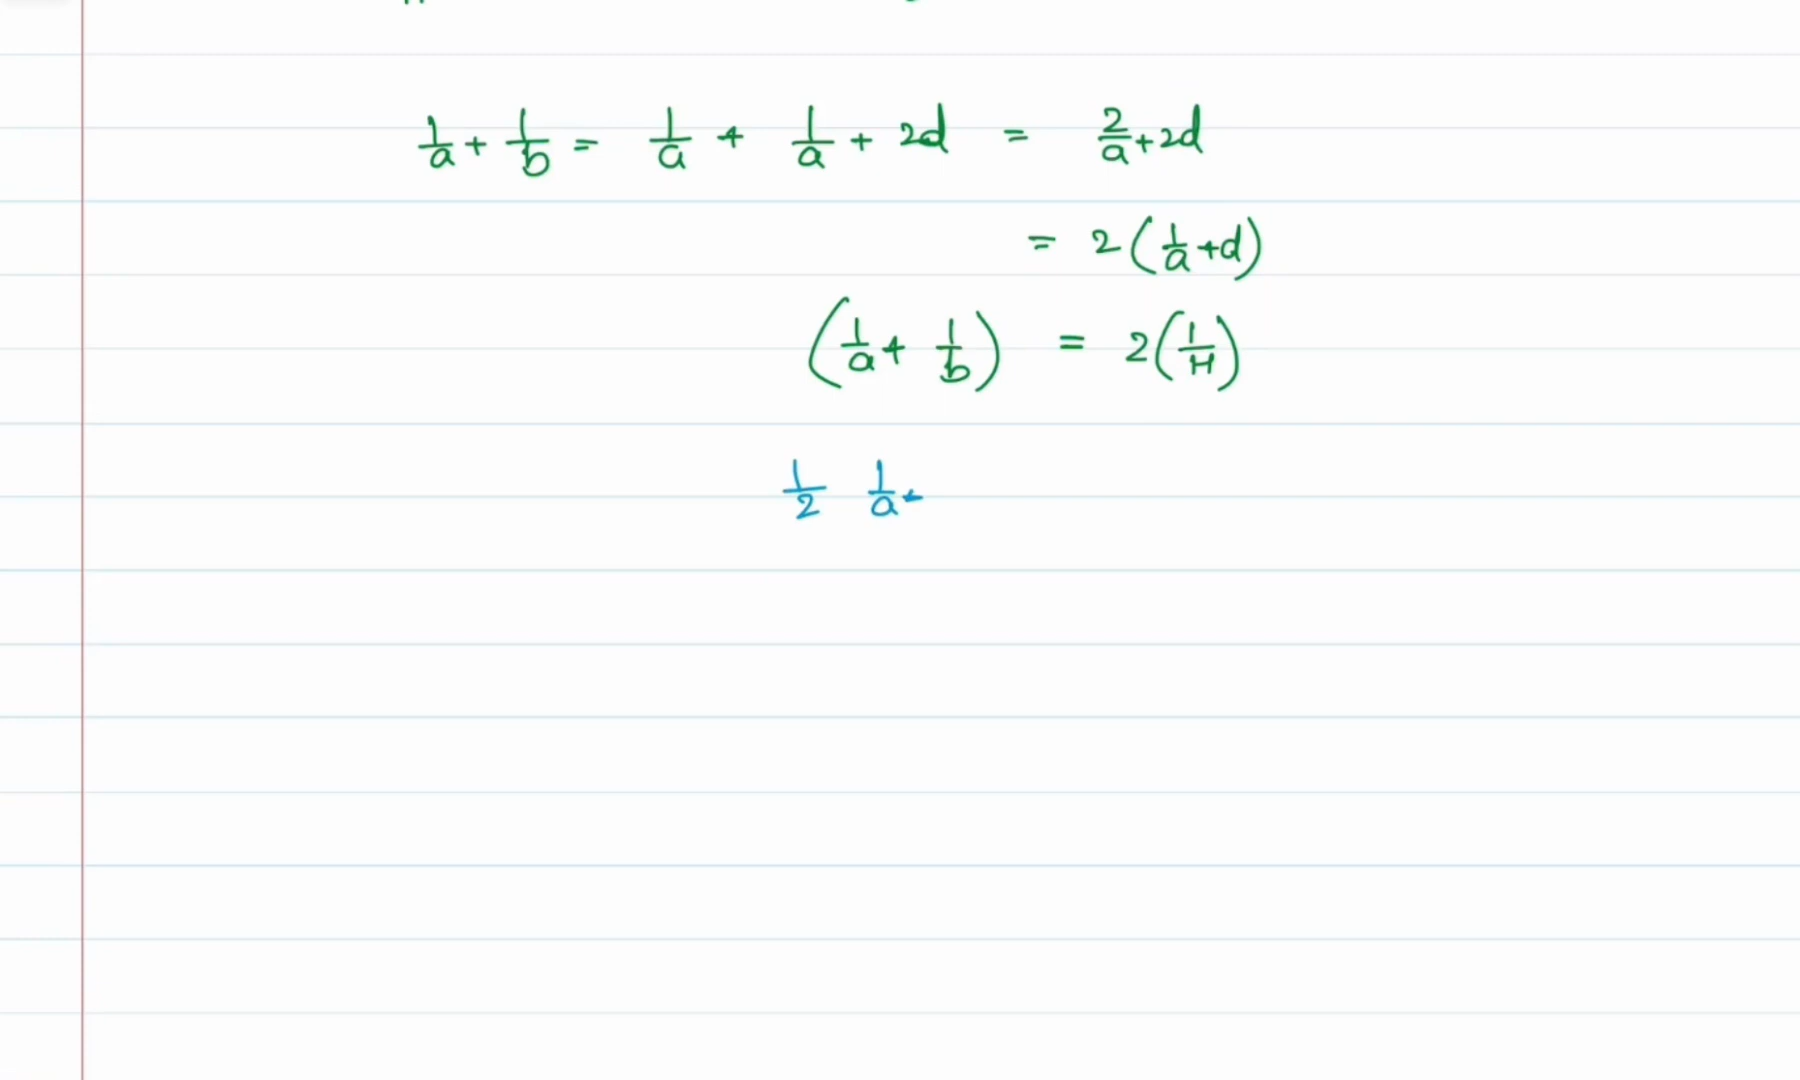 1/a + 1/b = 1/a + 1/a + 2d = 2/a + 2d
= 2(1/a + d)
(1/a + 1/b) = 2(1/H)
1/2 1/a -